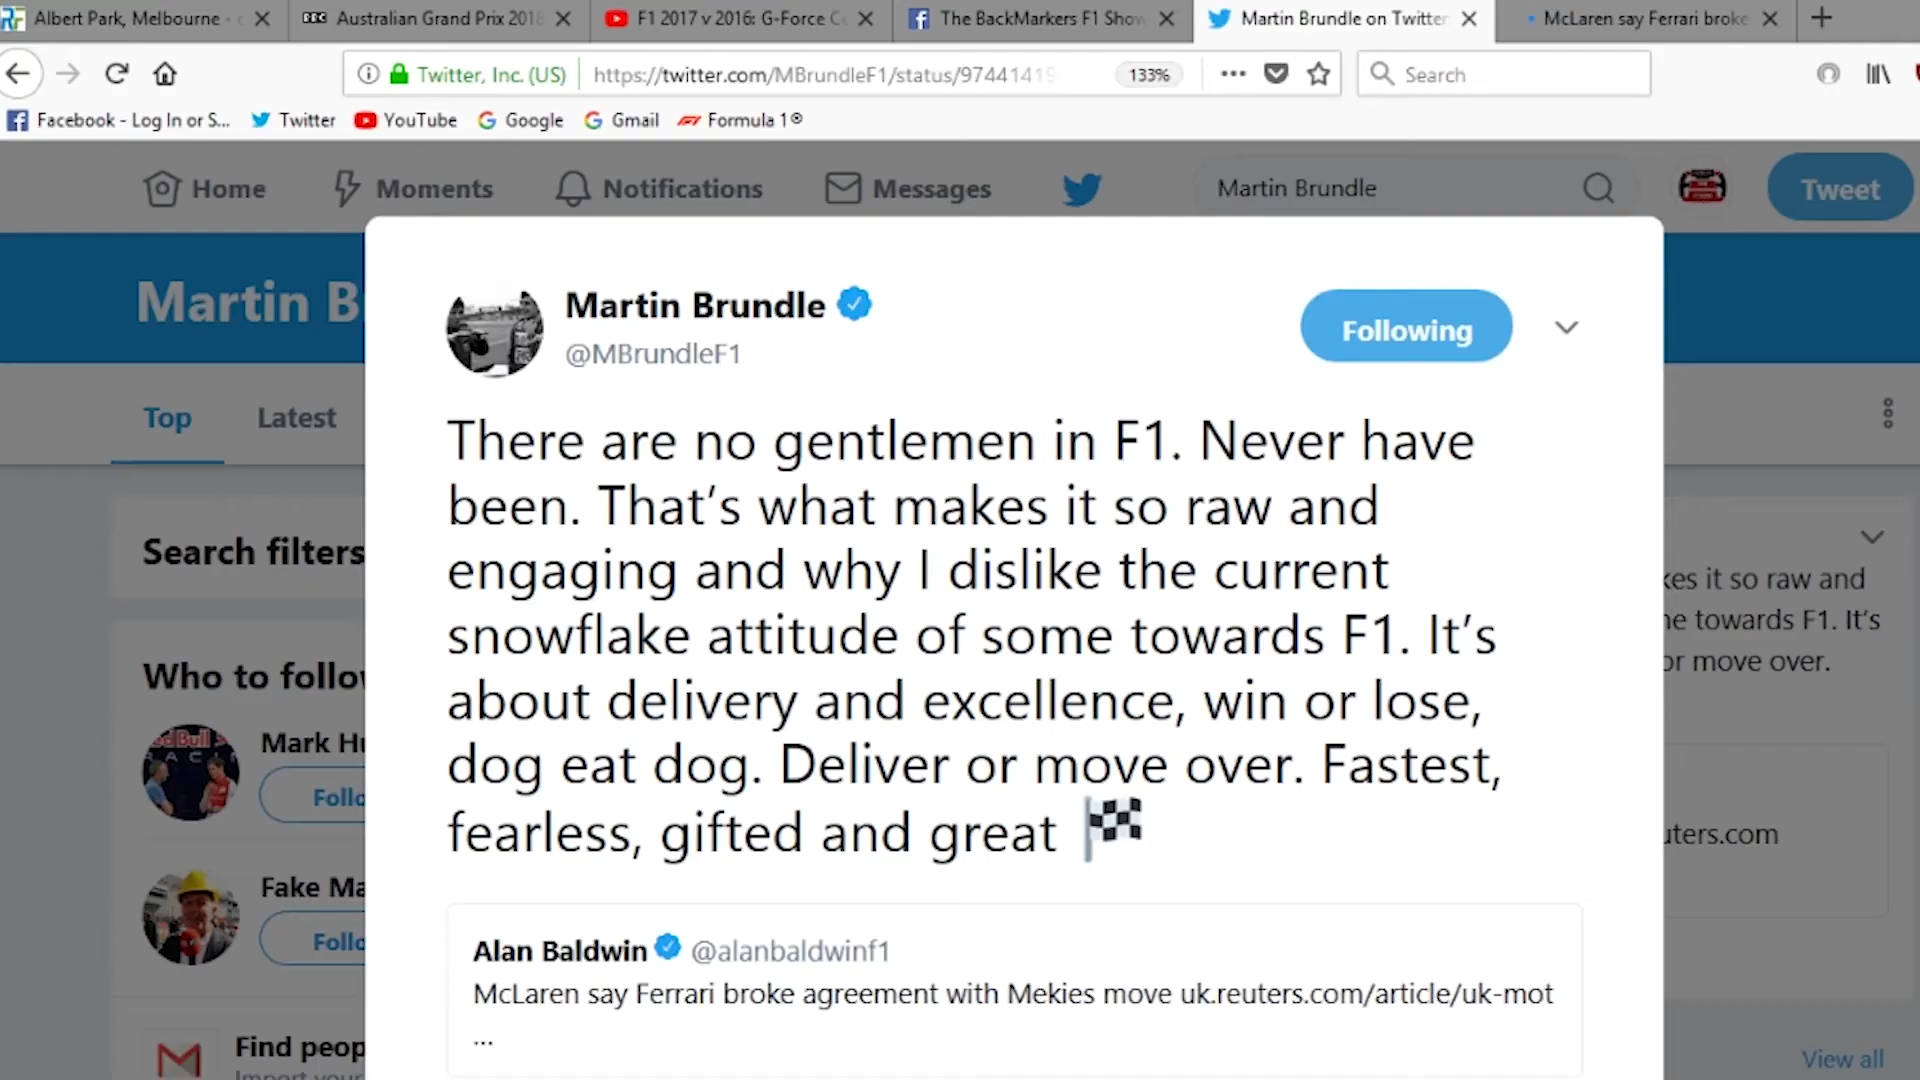 Albert Park, Melbourne -
BBC Australian Grand Prix 2018
F1 2017 v 2016: G-Force
The BackMarkers F1 Show
Martin Brundle on Twitter
McLaren say Ferrari broke
Twitter, Inc. (US)
https://twitter.com/MBrundleF1/status/97441419
133%
Search
Facebook - Log In or S...
Twitter
YouTube
Google
Gmail
Formula 1®
Home
Moments
Notifications
Messages
Martin Brundle
Tweet
Martin B
Top
Latest
Search filters
Who to follow
Mark Hu
Follo
Fake Ma
Follo
Find peop
Import your
Martin Brundle
@MBrundleF1
Following
There are no gentlemen in F1. Never have
been. That's what makes it so raw and
engaging and why I dislike the current
snowflake attitude of some towards F1. It's
about delivery and excellence, win or lose,
dog eat dog. Deliver or move over. Fastest,
fearless, gifted and great
Alan Baldwin @alanbaldwinf1
McLaren say Ferrari broke agreement with Mekies move uk.reuters.com/article/uk-mot
...
kes it so raw and
ne towards F1. It's
or move over.
uters.com
View all